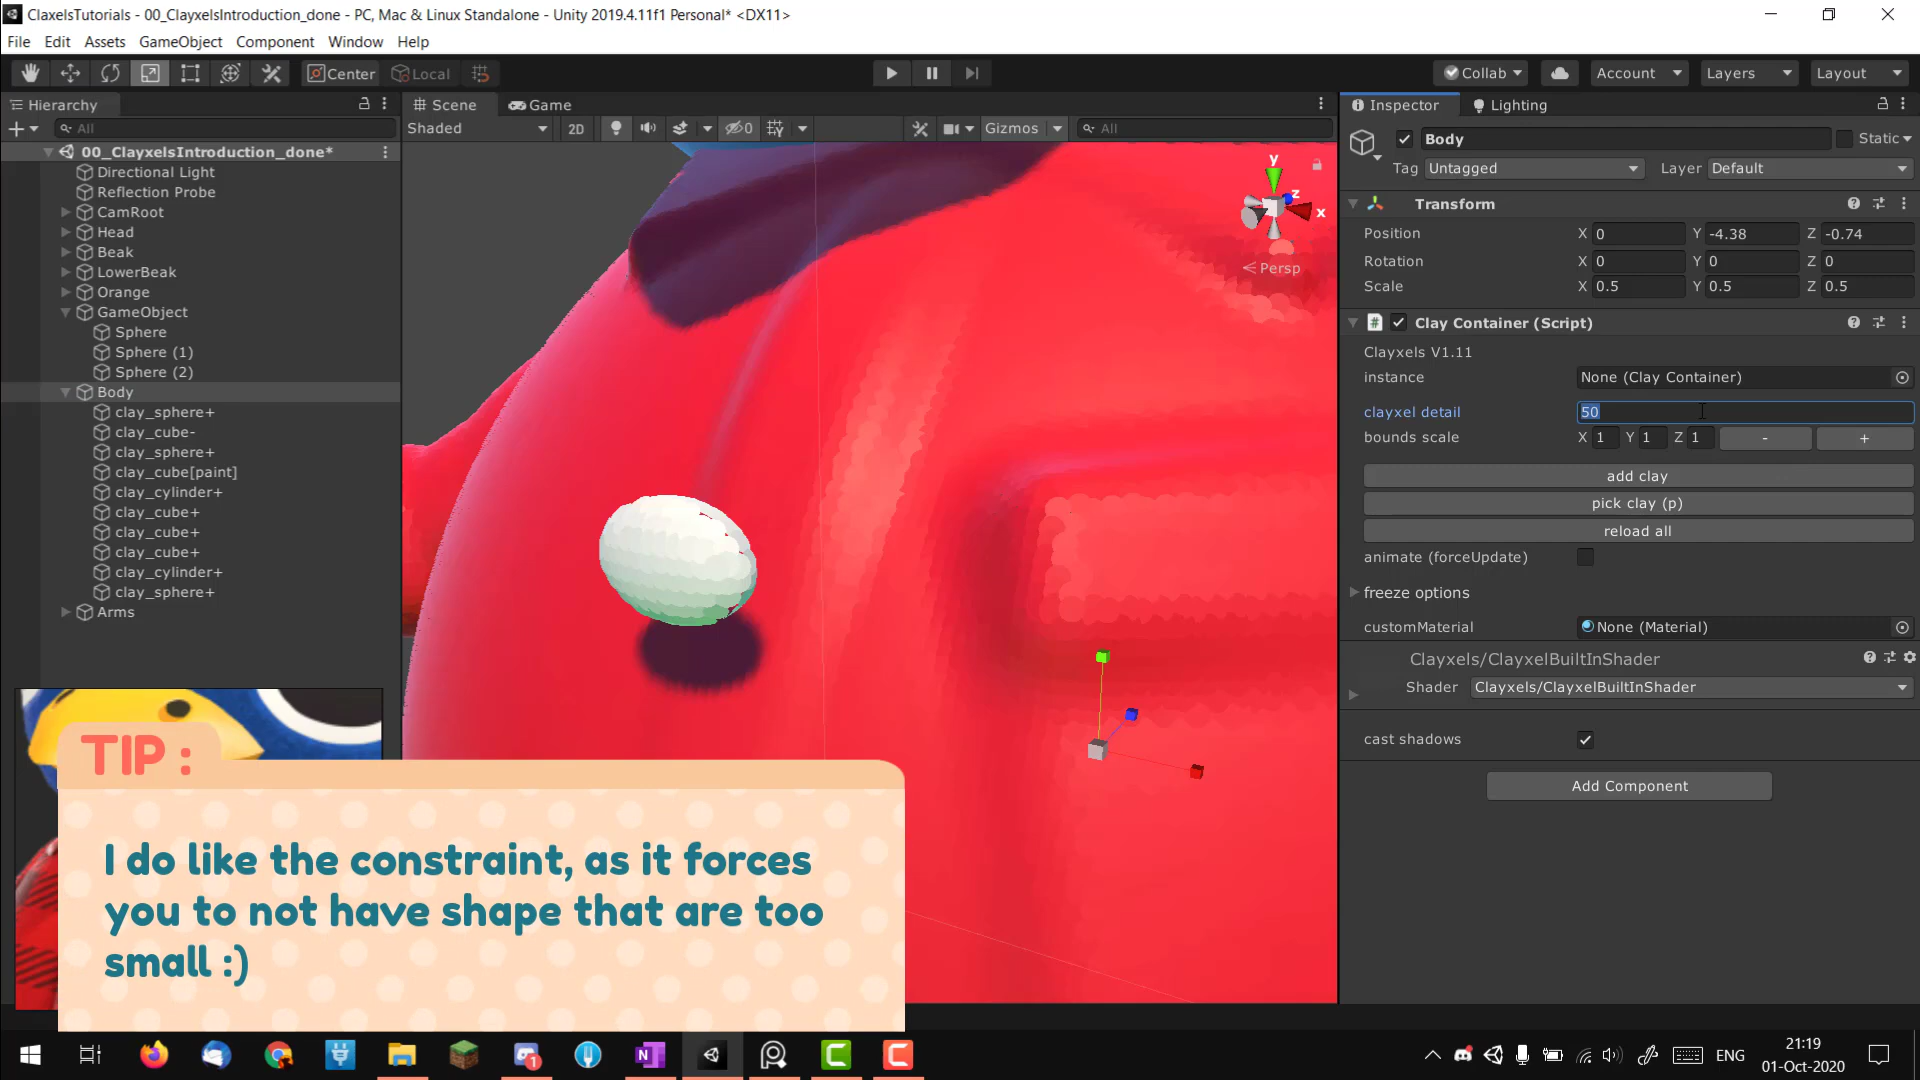 ClaxelsTutorials - 00_ClayxelsIntroduction_done - PC, Mac & Linux Standalone - Unity 2019.4.11f1 Personal* <DX11>
File Edit Assets GameObject Component Window Help
Center Local Collab Account Layers Layout
Hierarchy
All
00_ClayxelsIntroduction_done*
Directional Light
Reflection Probe
CamRoot
Head
Beak
LowerBeak
Orange
GameObject
Sphere
Sphere (1)
Sphere (2)
Body
clay_sphere+
clay_cube-
clay_sphere+
clay_cube[paint]
clay_cylinder+
clay_cube+
clay_cube+
clay_cube+
clay_cylinder+
clay_sphere+
Arms
Scene Game
Shaded 2D 0 Gizmos All
y
z
x
< Persp
Inspector Lighting
Body Static
Tag Untagged Layer Default
Transform
Position X 0 Y -4.38 Z -0.74
Rotation X 0 Y 0 Z 0
Scale X 0.5 Y 0.5 Z 0.5
Clay Container (Script)
Clayxels V1.11
instance None (Clay Container)
clayxel detail 50
bounds scale X 1 Y 1 Z 1 - +
add clay
pick clay (p)
reload all
animate (forceUpdate)
freeze options
customMaterial None (Material)
Clayxels/ClayxelBuiltInShader
Shader Clayxels/ClayxelBuiltInShader
cast shadows
Add Component
TIP :
I do like the constraint, as it forces
you to not have shape that are too
small :)
ENG
21:19
01-Oct-2020